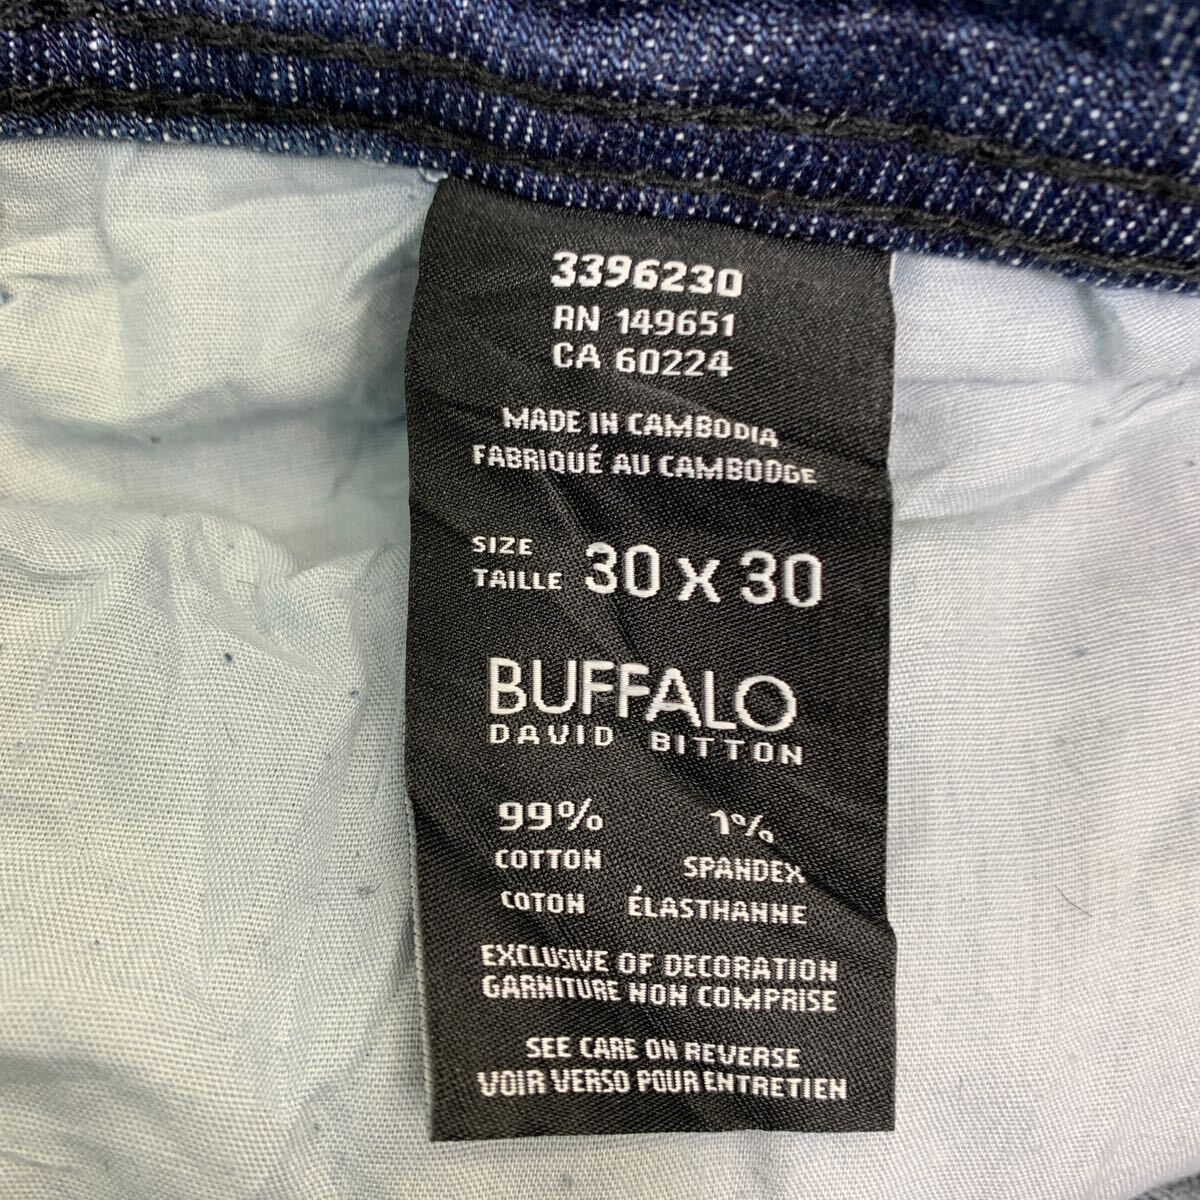 3396230
RN 149651
CA 60224
MADE IN CAMBODIA
FABRIQUÉ AU CAMBODGE
SIZE
TAILLE 30 x 30
BUFFALO
DAVID BITTON
99% 1%
COTTON SPANDEX
COTON ÉLASTHANNE
EXCLUSIVE OF DECORATION
GARNITURE NON COMPRISE
SEE CARE ON REVERSE
VOIR VERSO POUR ENTRETIEN